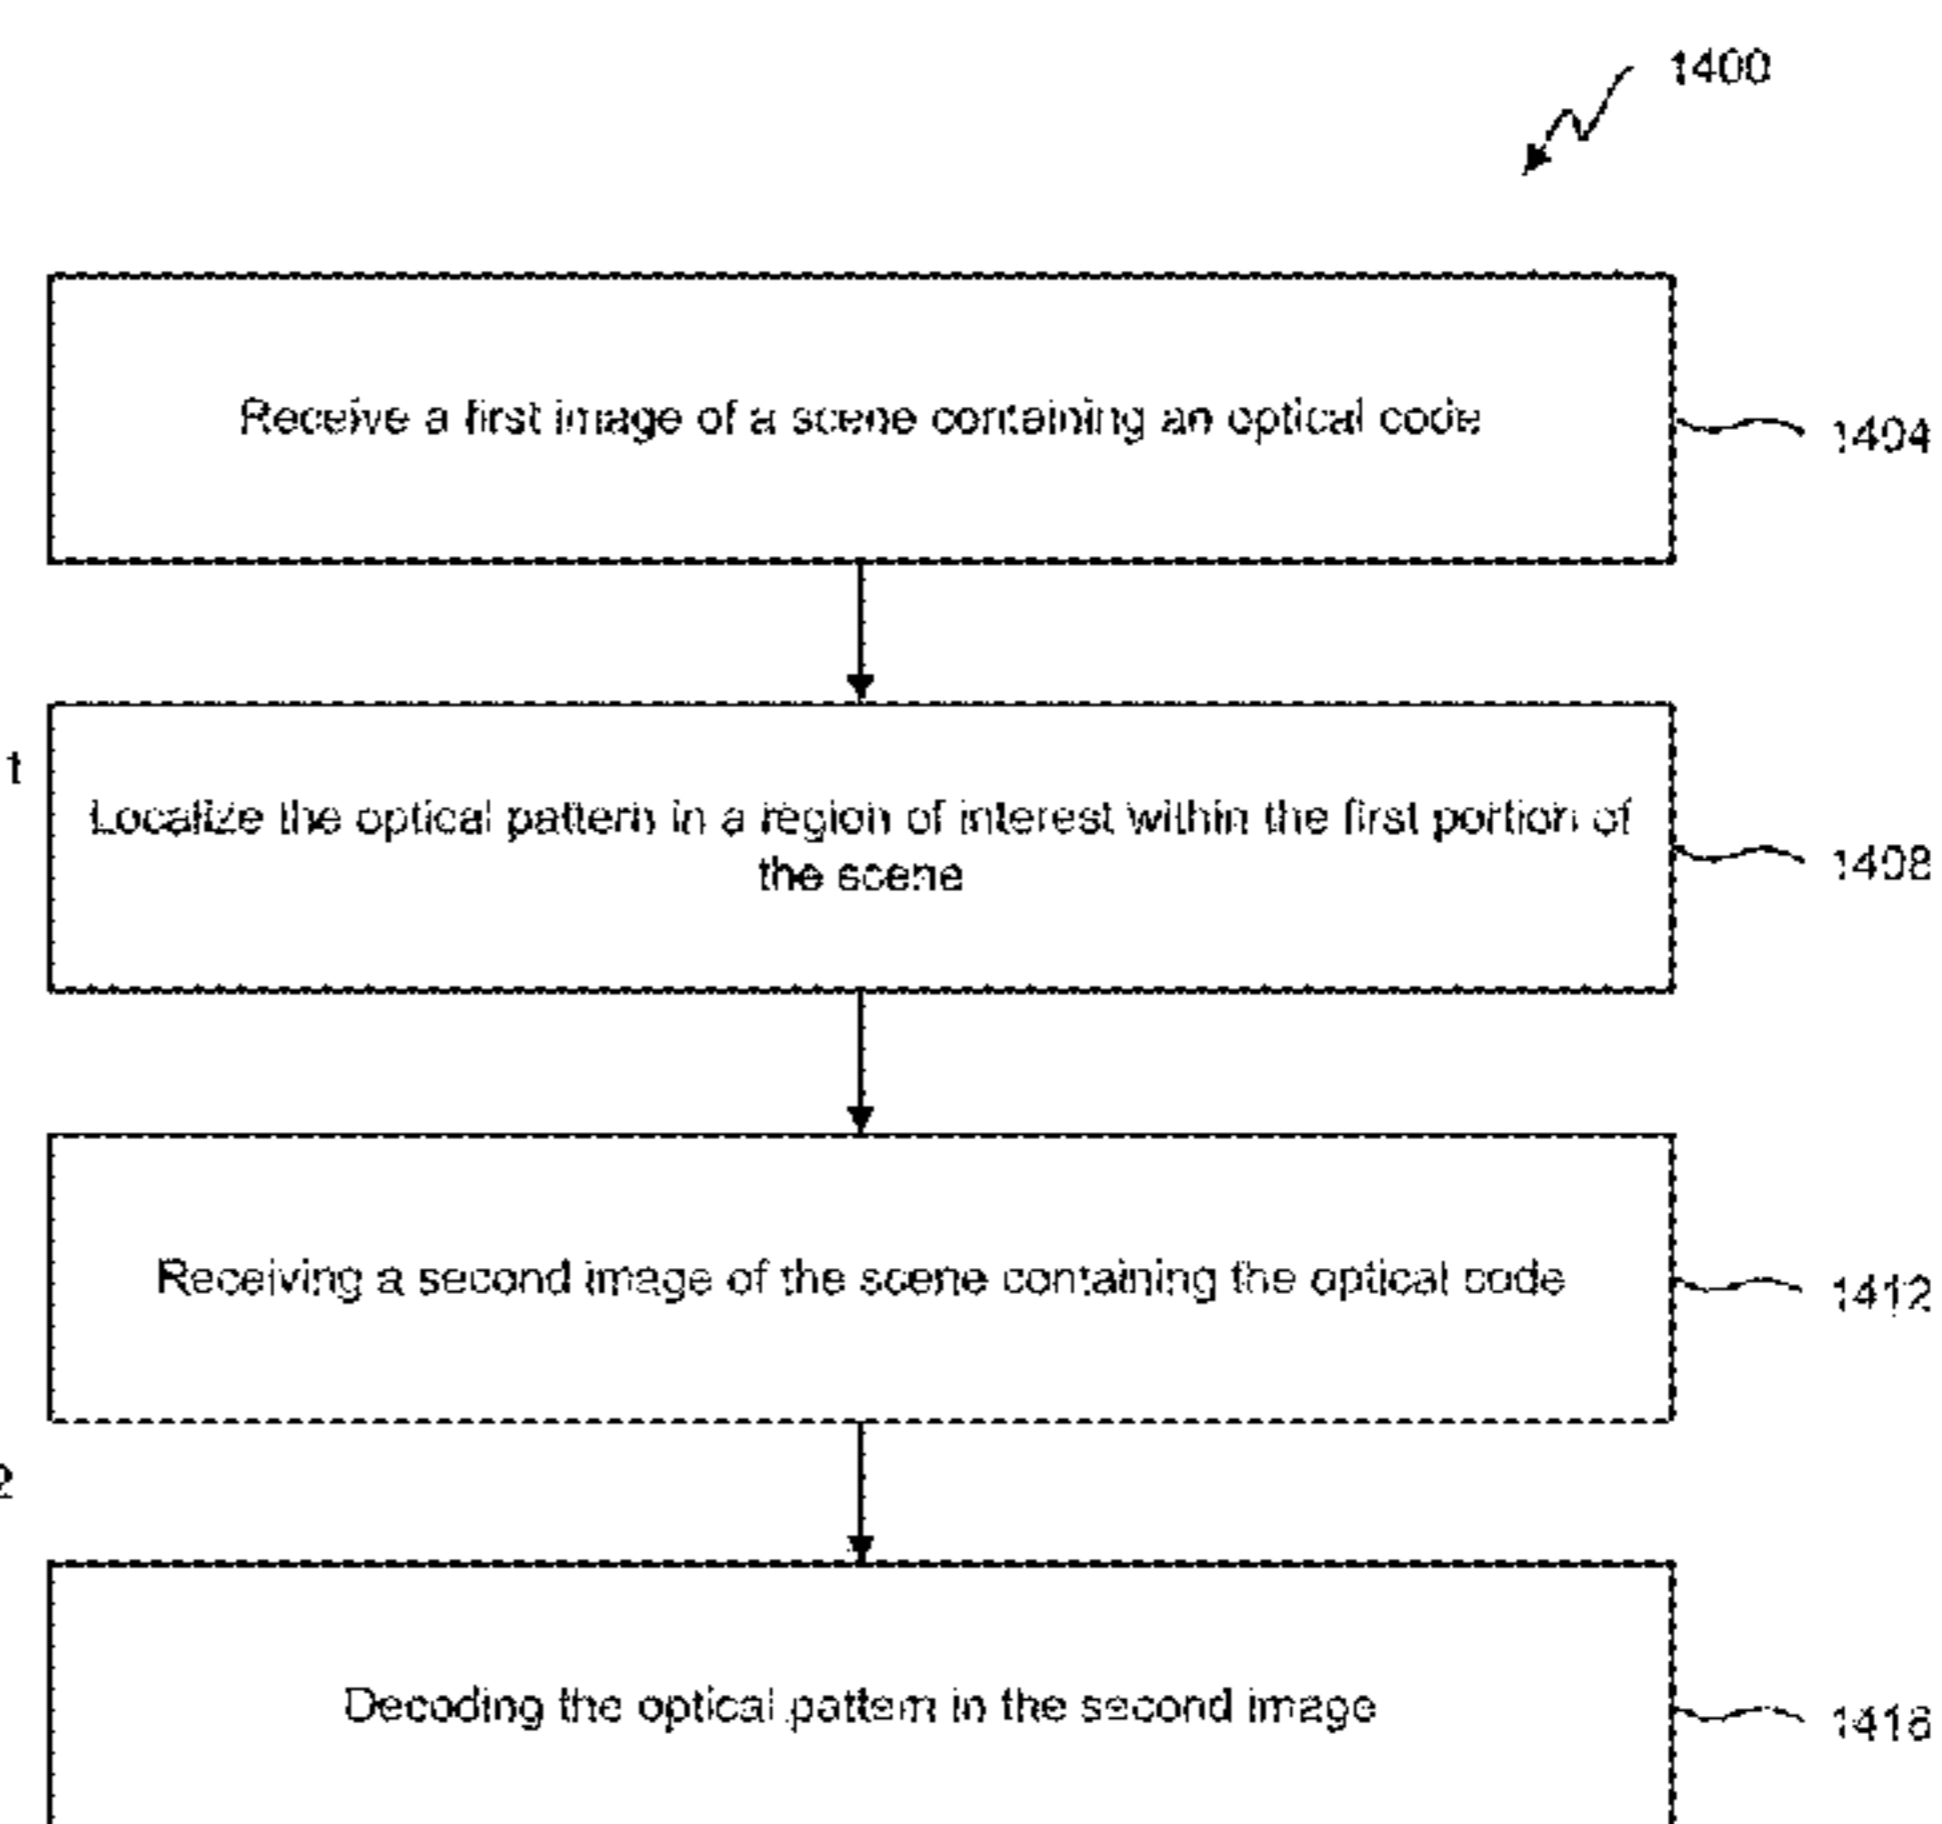 1400
Receive a first image of a scene containing an optical code
1404
t
Localize the optical pattern in a region of interest within the first portion of
the scene
1408
Receiving a second image of the scene containing the optical code
1412
2
Decoding the optical pattern in the second image
1416